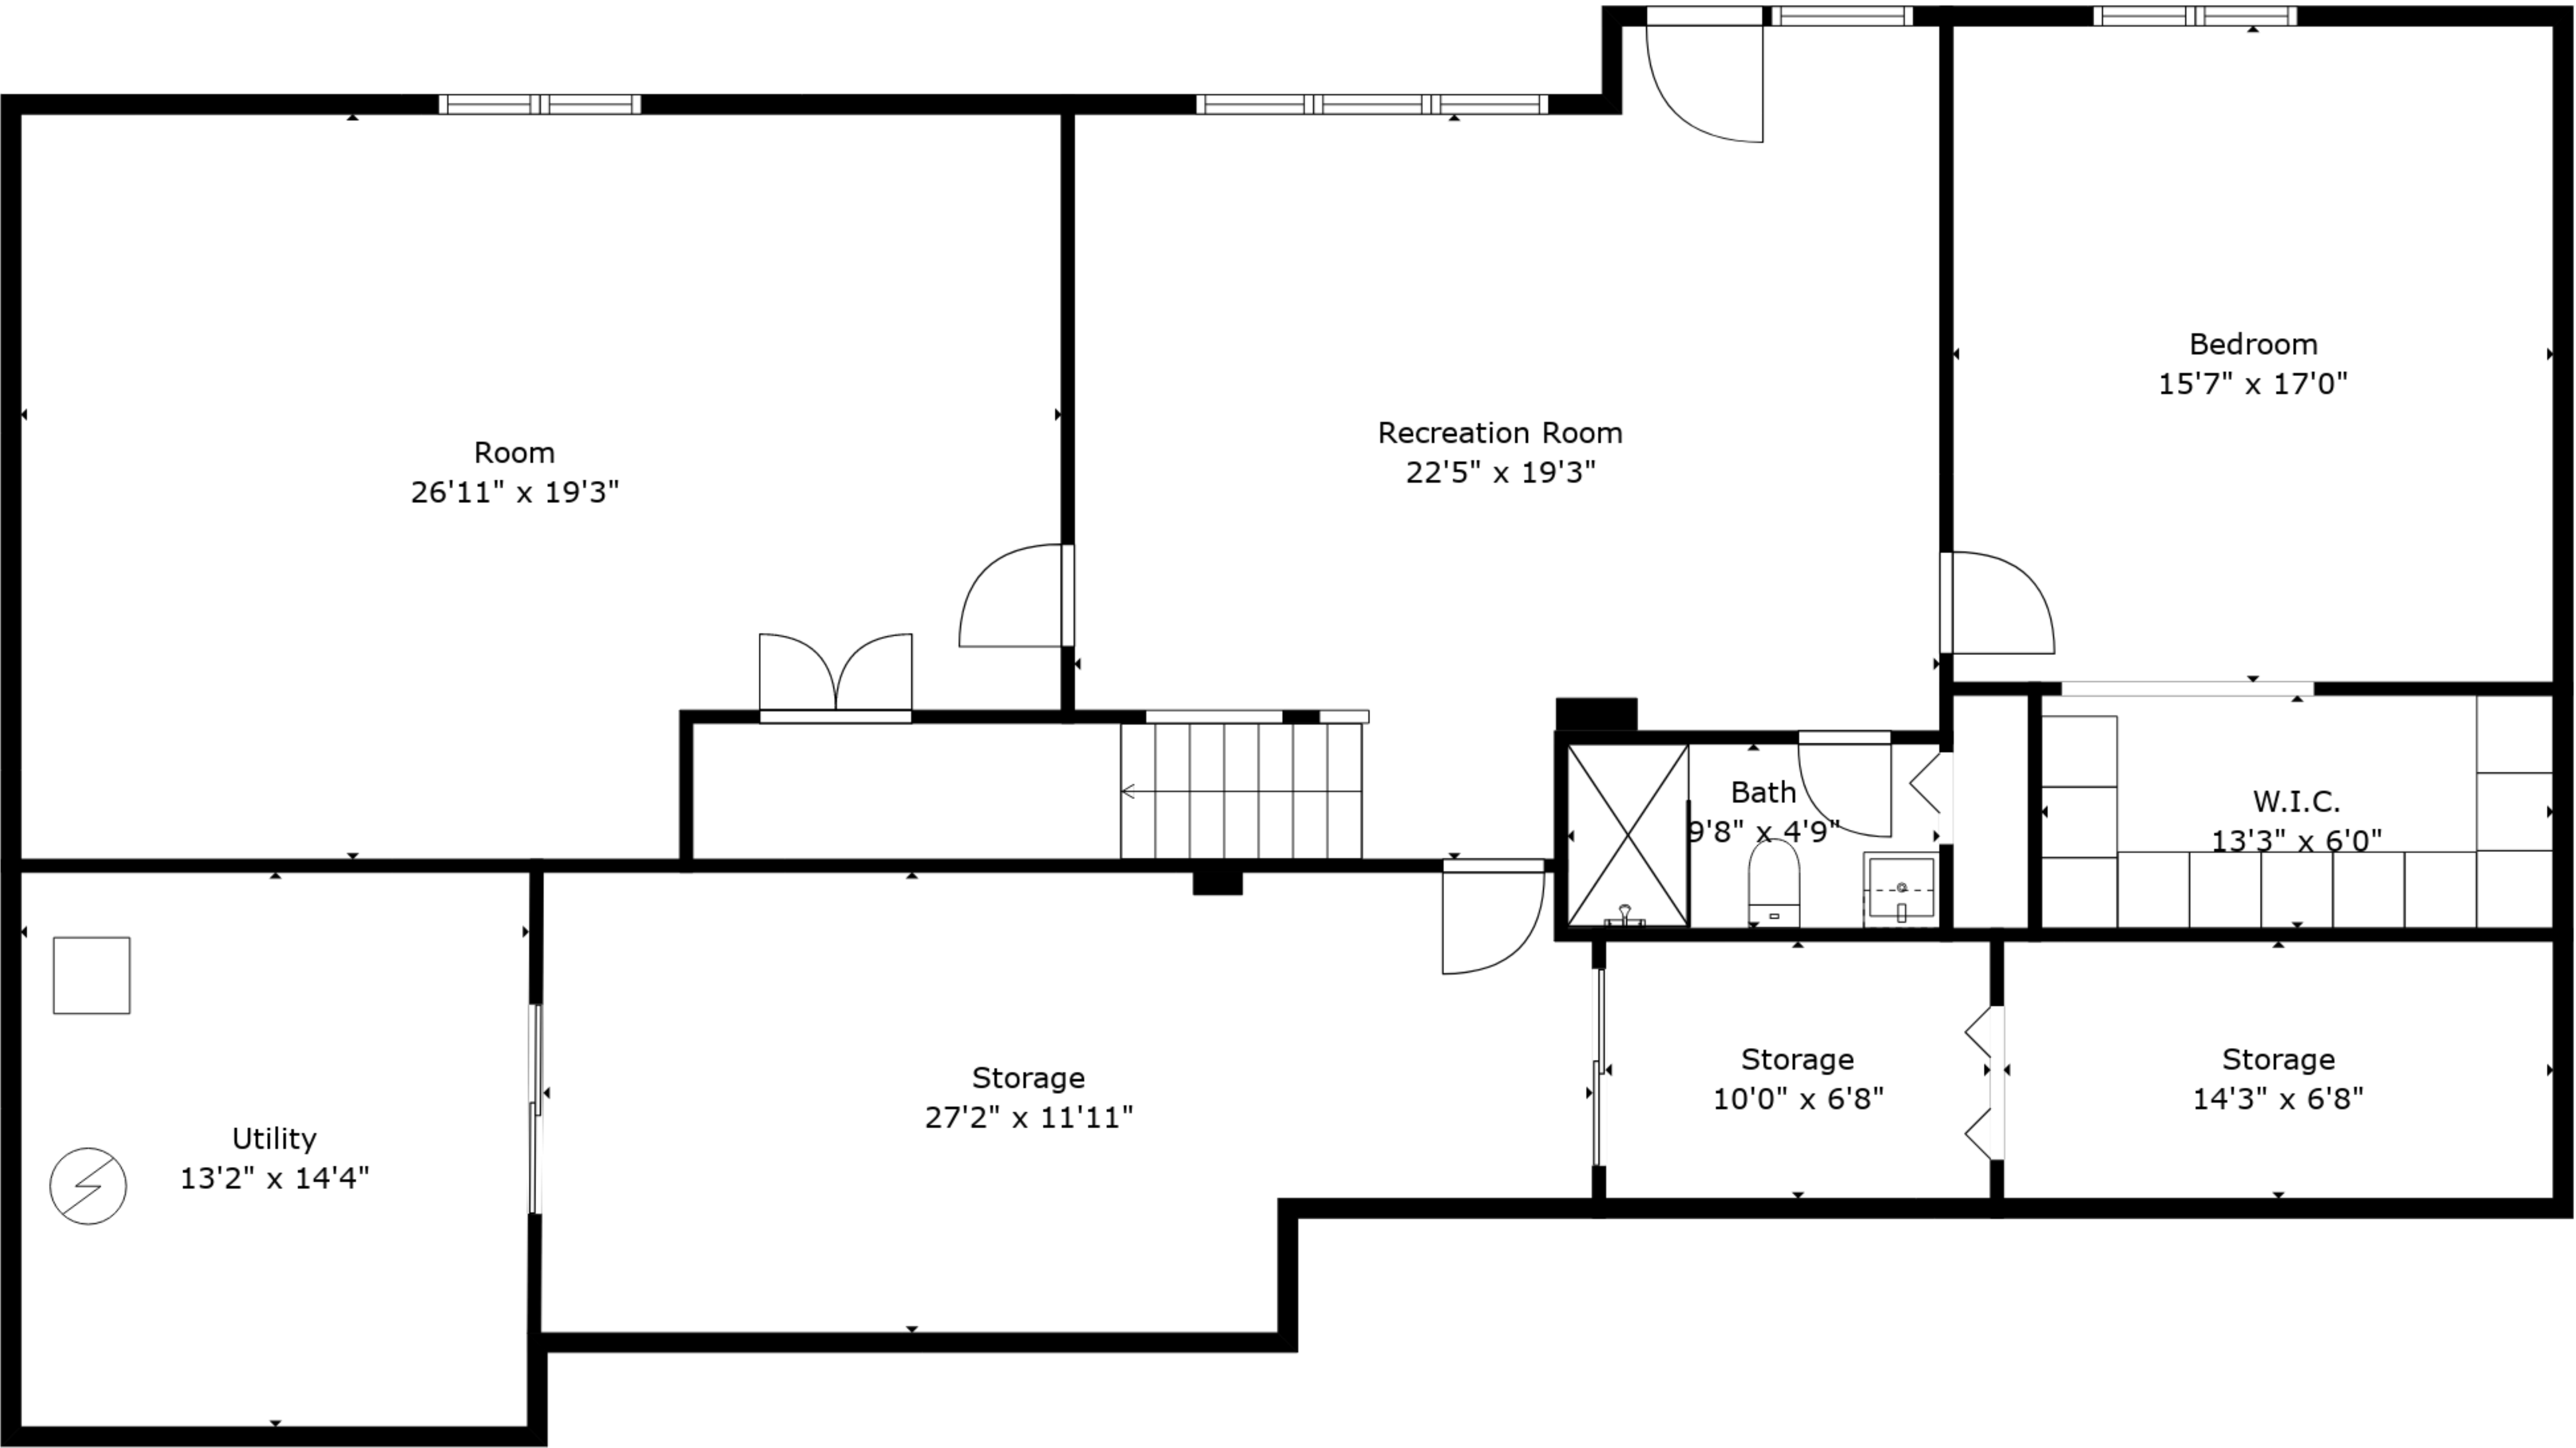 Bedroom
15'7" x 17'0"
Recreation Room
22'5" x 19'3"
Room
26'11" x 19'3"
Bath
9'8" x 4'9"
W.I.C.
13'3" x 6'0"
Storage
27'2" x 11'11"
Storage
10'0" x 6'8"
Storage
14'3" x 6'8"
Utility
13'2" x 14'4"